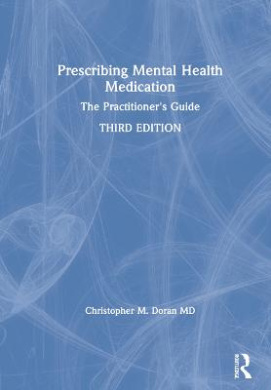 Prescribing Mental Health
Medication
The Practitioner's Guide
THIRD EDITION
Christopher M. Doran MD